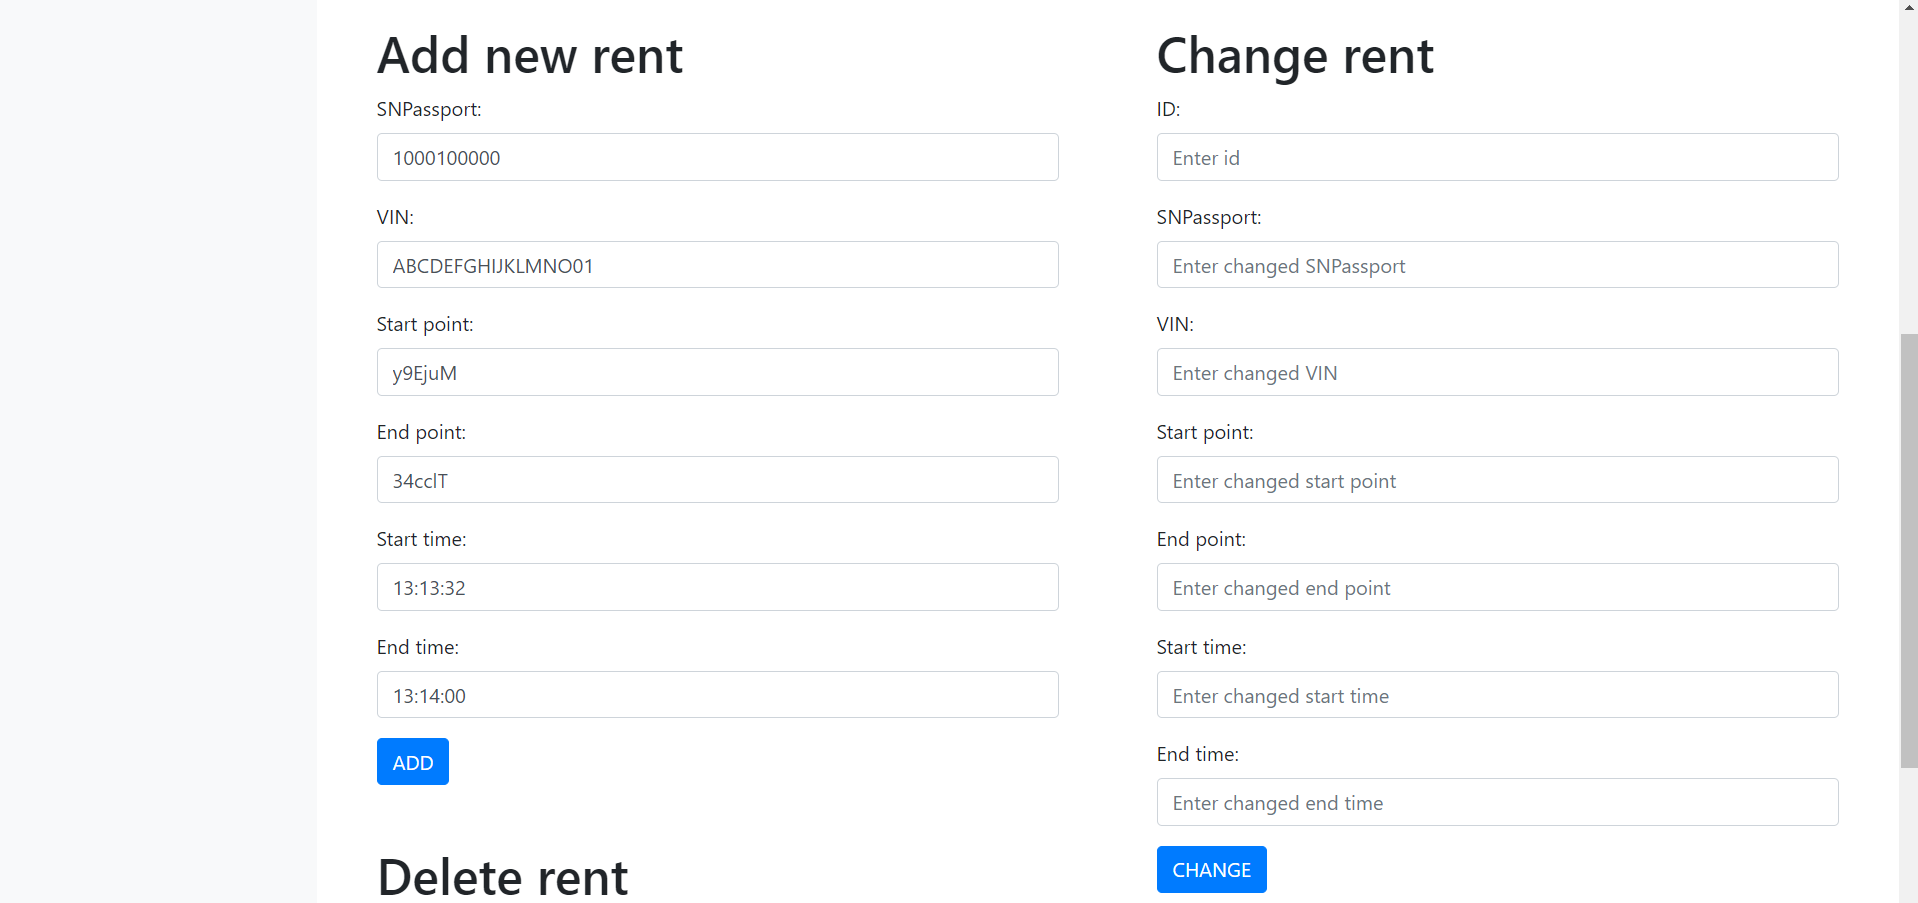 Add new rent
SNPassport:
1000100000
VIN:
ABCDEFGHIJKLMNO01
Start point:
y9EjuM
End point:
34cclT
Start time:
13:13:32
End time:
13:14:00
ADD
Delete rent
Change rent
ID:
Enter id
SNPassport:
Enter changed SNPassport
VIN:
Enter changed VIN
Start point:
Enter changed start point
End point:
Enter changed end point
Start time:
Enter changed start time
End time:
Enter changed end time
CHANGE